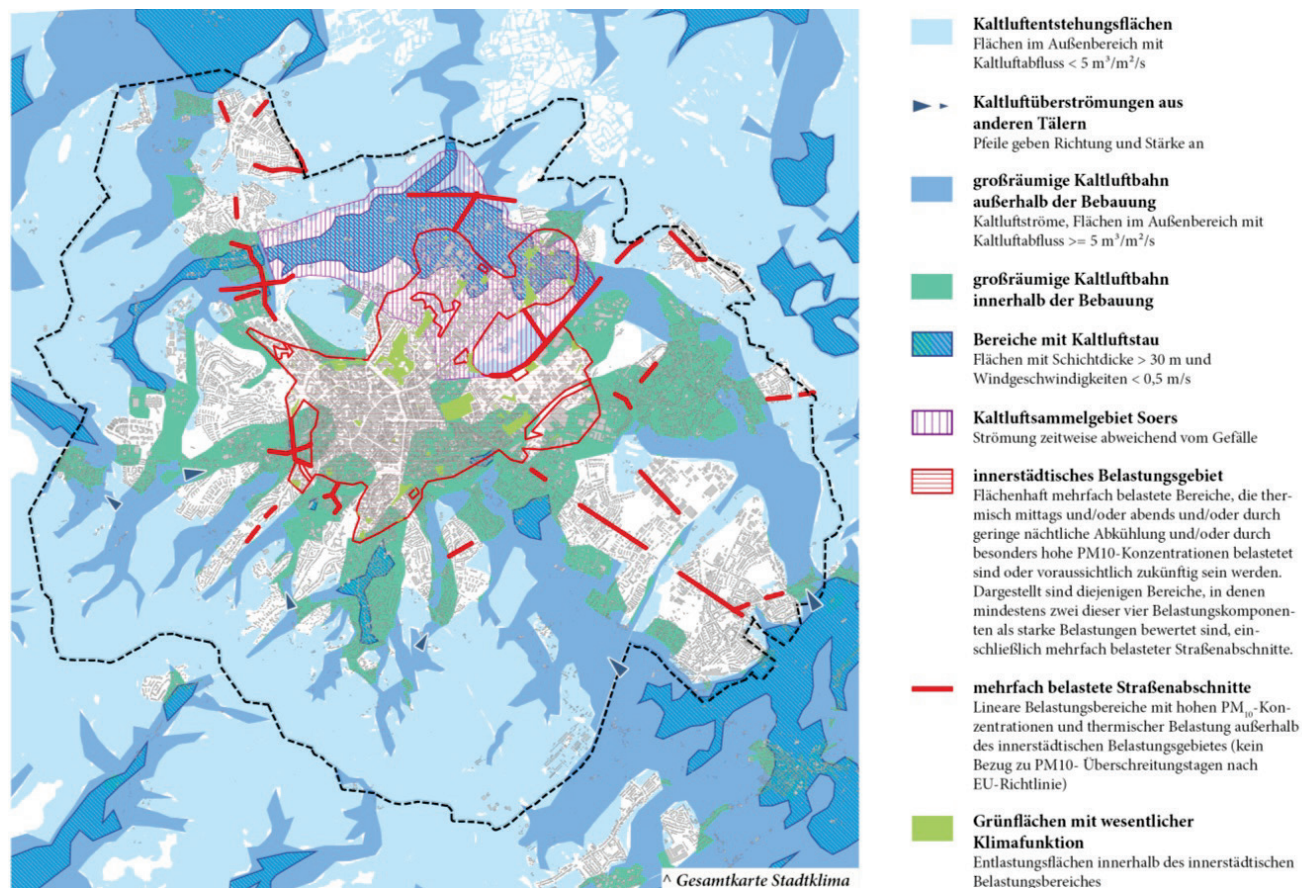 Kaltluftentstehungsflächen
Flächen im Außenbereich mit
Kaltluftabfluss < 5 m³/m²/s
Kaltluftüberströmungen aus
anderen Tälern
Pfeile geben Richtung und Stärke an
großräumige Kaltluftbahn
außerhalb der Bebauung
Kaltluftströme, Flächen im Außenbereich mit
Kaltluftabfluss >= 5 m³/m²/s
großräumige Kaltluftbahn
innerhalb der Bebauung
Bereiche mit Kaltluftstau
Flächen mit Schichtdicke > 30 m und
Windgeschwindigkeiten < 0,5 m/s
Kaltluftsammelgebiet Soers
Strömung zeitweise abweichend vom Gefälle
innerstädtisches Belastungsgebiet
Flächenhaft mehrfach belastete Bereiche, die ther-
misch mittags und/oder abends und/oder durch
geringe nächtliche Abkühlung und/oder durch
besonders hohe PM10-Konzentrationen belastetet
sind oder voraussichtlich zukünftig sein werden.
Dargestellt sind diejenigen Bereiche, in denen
mindestens zwei dieser vier Belastungskomponen-
ten als starke Belastungen bewertet sind, ein-
schließlich mehrfach belasteter Straßenabschnitte.
mehrfach belastete Straßenabschnitte
Lineare Belastungsbereiche mit hohen PM₁₀-Kon-
zentrationen und thermischer Belastung außerhalb
des innerstädtischen Belastungsgebietes (kein
Bezug zu PM10- Überschreitungstagen nach
EU-Richtlinie)
Grünflächen mit wesentlicher
Klimafunktion
Entlastungsflächen innerhalb des innerstädtischen
Belastungsbereiches
^ Gesamtkarte Stadtklima